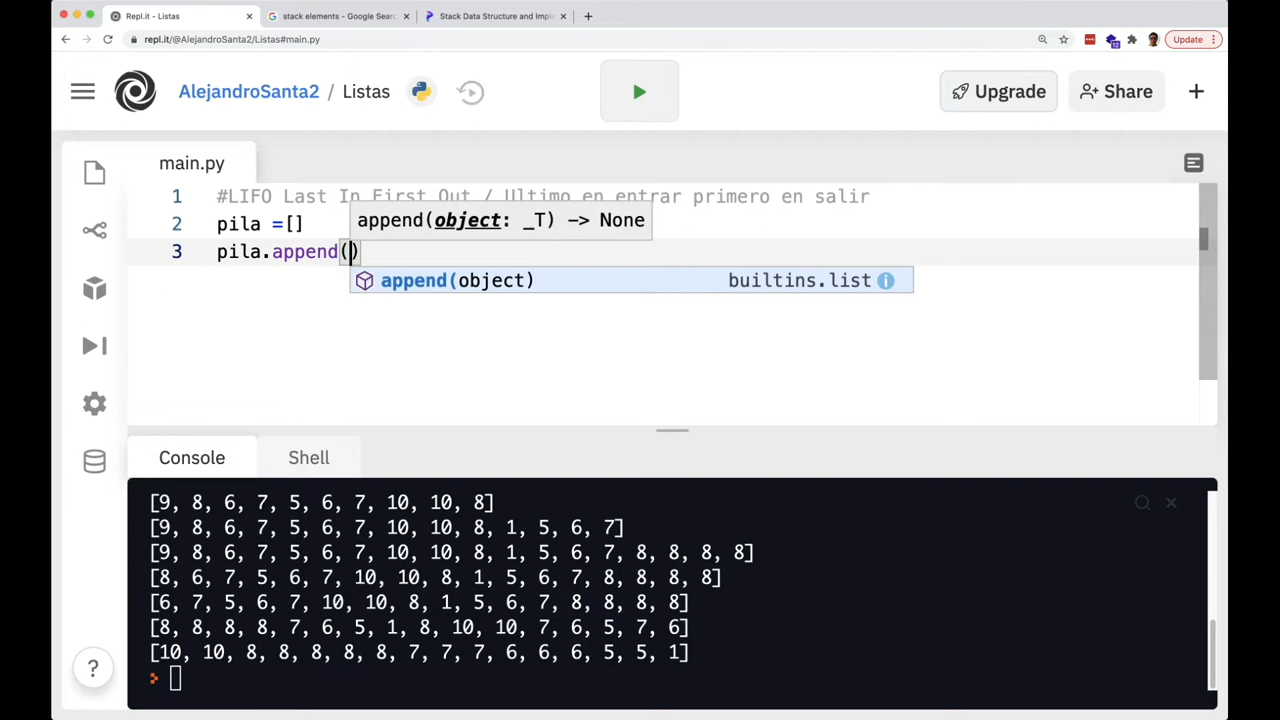 Repl.it - Listas
stack elements - Google Sear
Stack Data Structure and Imple
repl.it/@AlejandroSanta2/Listas#main.py
12
Update
AlejandroSanta2 / Listas
Upgrade
Share
main.py
1 #LIFO Last In First Out / Ultimo en entrar primero en salir
2 pila =[]
append(object: _T) -> None
3 pila.append()
append(object) builtins.list
Console
Shell
[9, 8, 6, 7, 5, 6, 7, 10, 10, 8]
[9, 8, 6, 7, 5, 6, 7, 10, 10, 8, 1, 5, 6, 7]
[9, 8, 6, 7, 5, 6, 7, 10, 10, 8, 1, 5, 6, 7, 8, 8, 8, 8]
[8, 6, 7, 5, 6, 7, 10, 10, 8, 1, 5, 6, 7, 8, 8, 8, 8]
[6, 7, 5, 6, 7, 10, 10, 8, 1, 5, 6, 7, 8, 8, 8, 8]
[8, 8, 8, 8, 7, 6, 5, 1, 8, 10, 10, 7, 6, 5, 7, 6]
[10, 10, 8, 8, 8, 8, 8, 7, 7, 7, 6, 6, 6, 5, 5, 1]
?